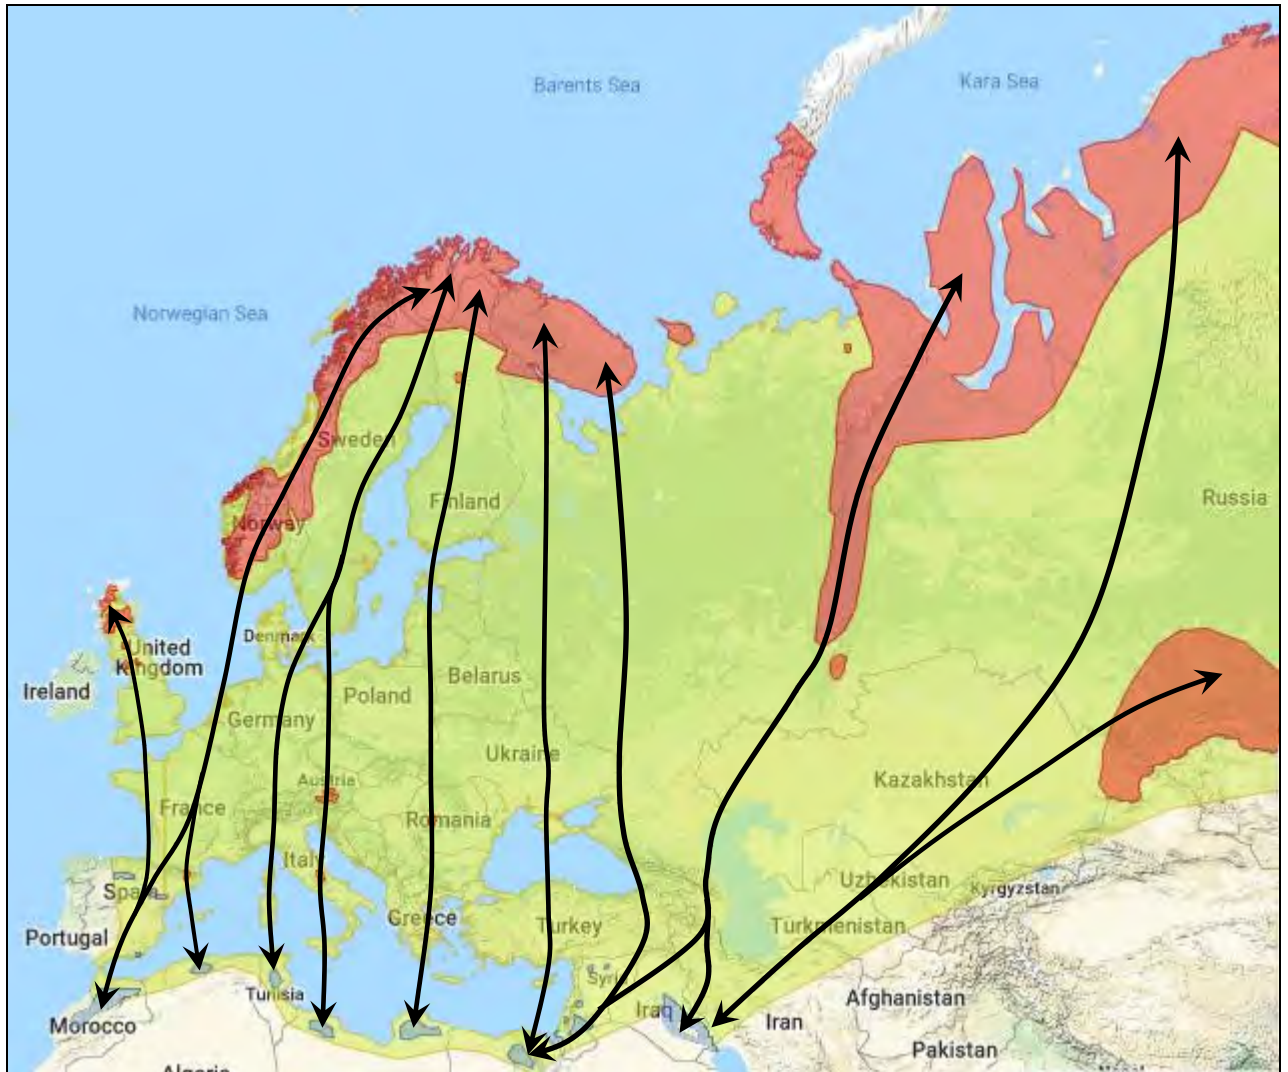 Barents Sea
Kara Sea
Norwegian Sea
Sweden
Finland
Norway
Russia
United
Kingdom
Denmark
Ireland
Belarus
Poland
Germany
Ukraine
Austria
Kazakhstan
France
Romania
Italy
Uzbekistan
Kyrgyzstan
Spain
Greece
Turkey
Turkmenistan
Portugal
Syria
Tunisia
Afghanistan
Iraq
Morocco
Iran
Pakistan
Algeria